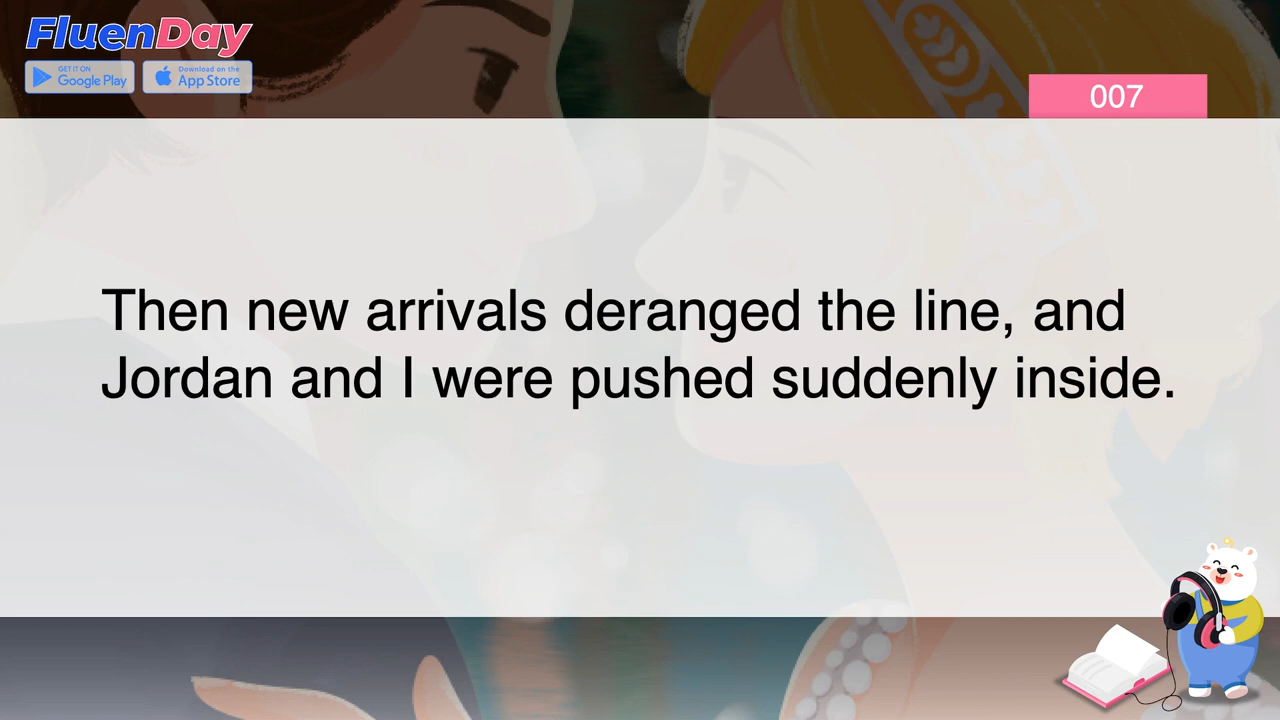 FluenDay
GET IT ON
Google Play
Download on the
App Store
007
Then new arrivals deranged the line, and
Jordan and I were pushed suddenly inside.